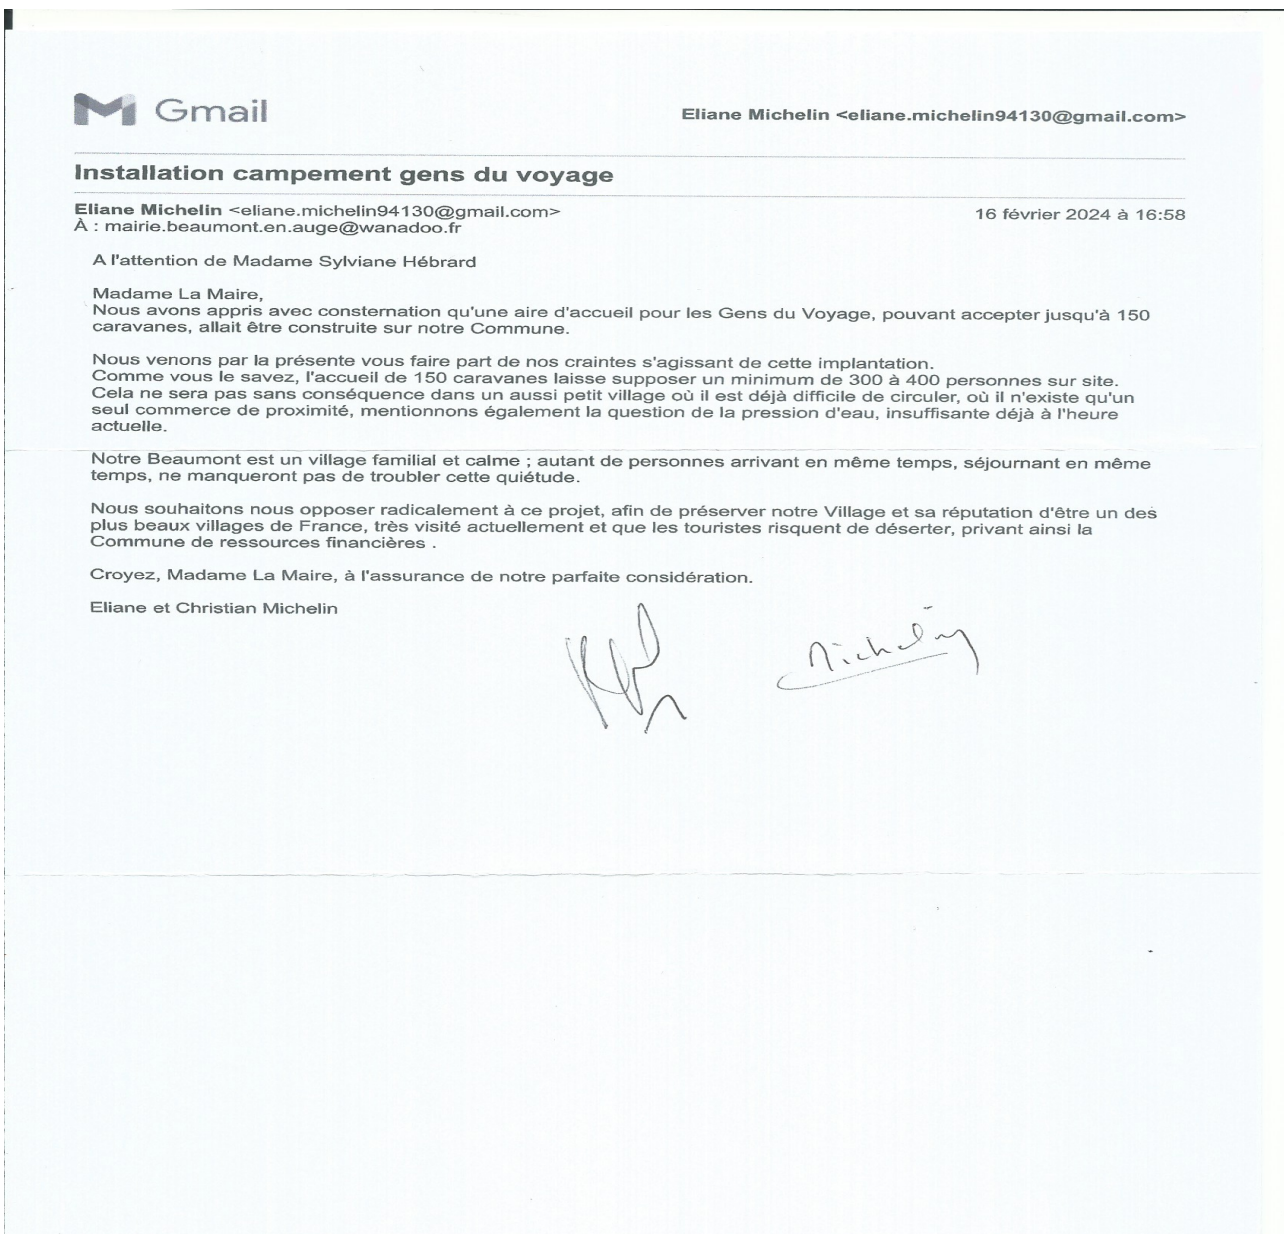 Gmail
Eliane Michelin <eliane.michelin94130@gmail.com>
Installation campement gens du voyage
Eliane Michelin <eliane.michelin94130@gmail.com>
16 février 2024 à 16:58
À : mairie.beaumont.en.auge@wanadoo.fr
A l'attention de Madame Sylviane Hébrard
Madame La Maire,
Nous avons appris avec consternation qu'une aire d'accueil pour les Gens du Voyage, pouvant accepter jusqu'à 150
caravanes, allait être construite sur notre Commune.
Nous venons par la présente vous faire part de nos craintes s'agissant de cette implantation.
Comme vous le savez, l'accueil de 150 caravanes laisse supposer un minimum de 300 à 400 personnes sur site.
Cela ne sera pas sans conséquence dans un aussi petit village où il est déjà difficile de circuler, où il n'existe qu'un
seul commerce de proximité, mentionnons également la question de la pression d'eau, insuffisante déjà à l'heure
actuelle.
Notre Beaumont est un village familial et calme ; autant de personnes arrivant en même temps, séjournant en même
temps, ne manqueront pas de troubler cette quiétude.
Nous souhaitons nous opposer radicalement à ce projet, afin de préserver notre Village et sa réputation d'être un des
plus beaux villages de France, très visité actuellement et que les touristes risquent de déserter, privant ainsi la
Commune de ressources financières .
Croyez, Madame La Maire, à l'assurance de notre parfaite considération.
Eliane et Christian Michelin
Michelin